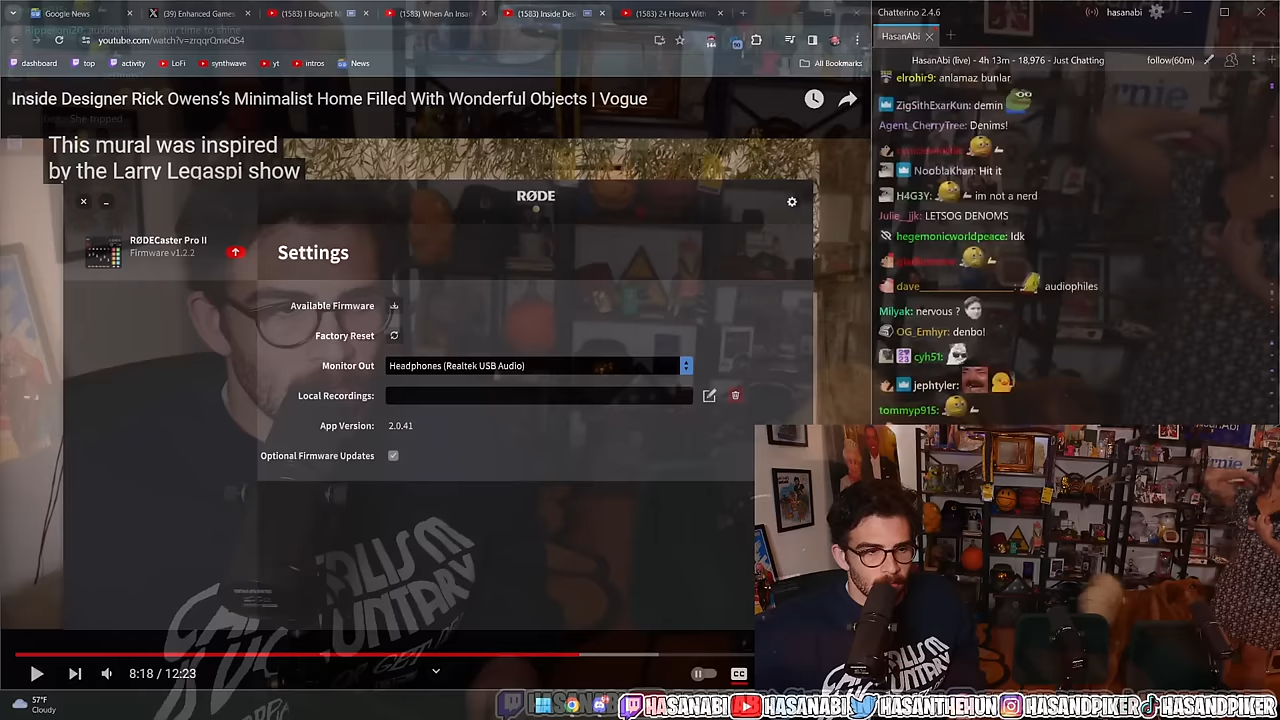 Google News
(39) Enhanced Games
(1583) I Bought M
(1583) When An Insan
(1583) Inside Des
(1583) 24 Hours With
youtube.com/watch?v=zrqqrQmeQS4
dashboard
top
activity
LoFi
synthwave
yt
intros
News
All Bookmarks
Inside Designer Rick Owens's Minimalist Home Filled With Wonderful Objects | Vogue
This mural was inspired
by the Larry Legaspi show
RØDE
RØDECaster Pro II
Firmware v1.2.2
Settings
Available Firmware
Factory Reset
Monitor Out
Headphones (Realtek USB Audio)
Local Recordings:
App Version:
2.0.41
Optional Firmware Updates
8:18 / 12:23
CC
57°F
Cloudy
Chatterino 2.4.6
hasanabi
HasanAbi
HasanAbi (live) - 4h 13m - 18,976 - Just Chatting
follow(60m)
elrohir9: anlamaz bunlar
ZigSithExarKun: demin
Agent_CherryTree: Denims!
NooblaKhan: Hit it
H4G3Y: im not a nerd
Julie__jjk: LETSOG DENOMS
hegemonicworldpeace: Idk
audiophiles
Milyak: nervous ?
OG_Emhyr: denbo!
cyh51:
jephtyler:
tommyp915:
HASANABI
HASANABI
HASANTHEHUN
HASANDPIKER
HASANDPIKER